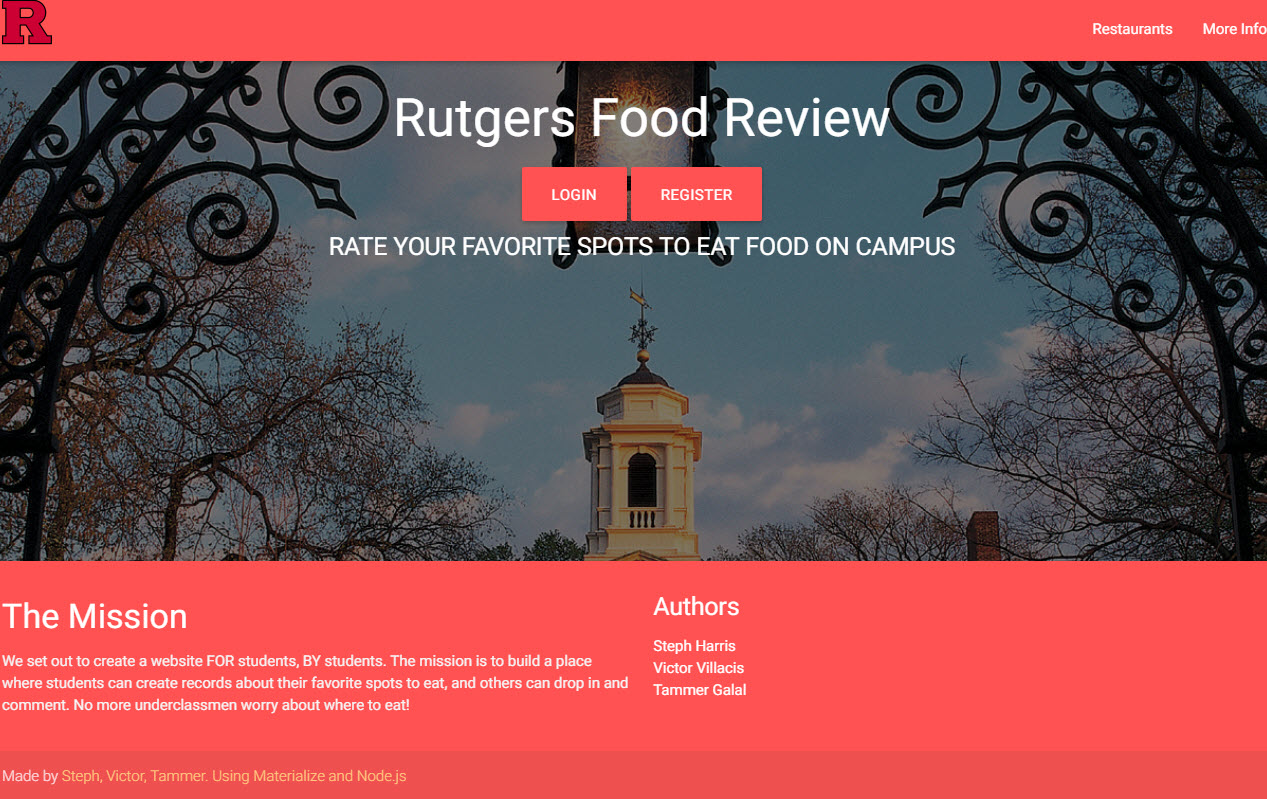 R
Restaurants More Info
Rutgers Food Review
LOGIN REGISTER
RATE YOUR FAVORITE SPOTS TO EAT FOOD ON CAMPUS
The Mission
We set out to create a website FOR students, BY students. The mission is to build a place
where students can create records about their favorite spots to eat, and others can drop in and
comment. No more underclassmen worry about where to eat!
Authors
Steph Harris
Victor Villacis
Tammer Galal
Made by Steph, Victor, Tammer. Using Materialize and Node.js